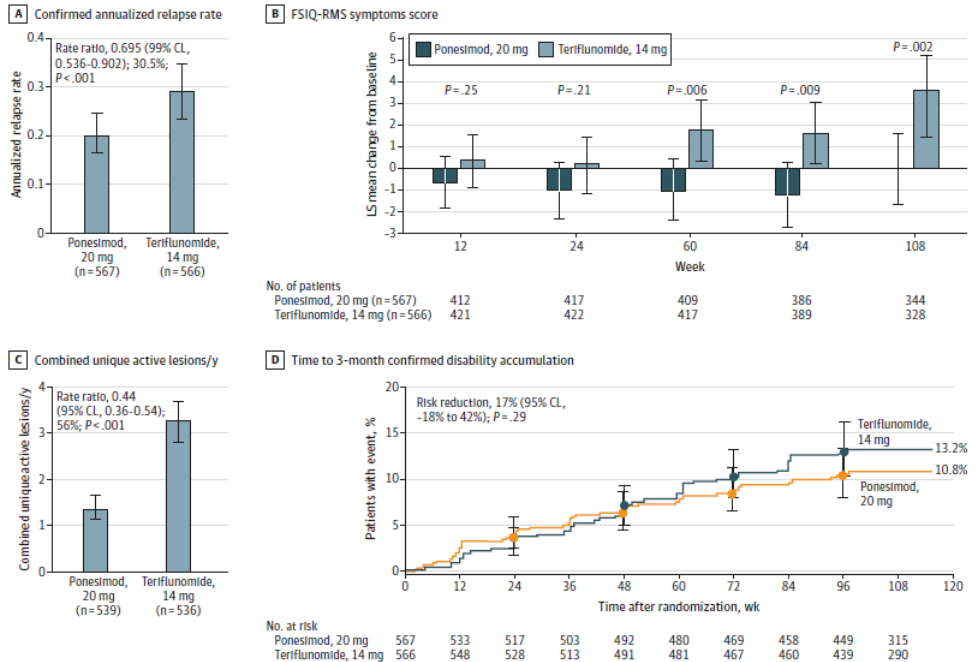 A Confirmed annualized relapse rate
0.4
0.3
0.2
0.1
0
Annualized relapse rate
Rate ratio, 0.695 (99% CL,
0.536-0.902); 30.5%;
P<.001
Ponesimod,
20 mg
(n=567)
Teriflunomide,
14 mg
(n=566)
B FSIQ-RMS symptoms score
6
5
4
3
2
1
0
-1
-2
-3
LS mean change from baseline
Ponesimod, 20 mg
Teriflunomide, 14 mg
P=.25
P=.21
P=.006
P=.009
P=.002
12 24 60 84 108
Week
No. of patients
Ponesimod, 20 mg (n=567) 412 417 409 386 344
Teriflunomide, 14 mg (n=566) 421 422 417 389 328
C Combined unique active lesions/y
4
3
2
1
0
Combined unique active lesions/y
Rate ratio, 0.44
(95% CL, 0.36-0.54);
56%; P<.001
Ponesimod,
20 mg
(n=539)
Teriflunomide,
14 mg
(n=536)
D Time to 3-month confirmed disability accumulation
20
15
10
5
0
Patients with event, %
Risk reduction, 17% (95% CL,
-18% to 42%); P=.29
Teriflunomide,
14 mg
13.2%
10.8%
Ponesimod,
20 mg
0 12 24 36 48 60 72 84 96 108 120
Time after randomization, wk
No. at risk
Ponesimod, 20 mg 567 533 517 503 492 480 469 458 449 315
Teriflunomide, 14 mg 566 548 528 513 491 481 467 460 439 290